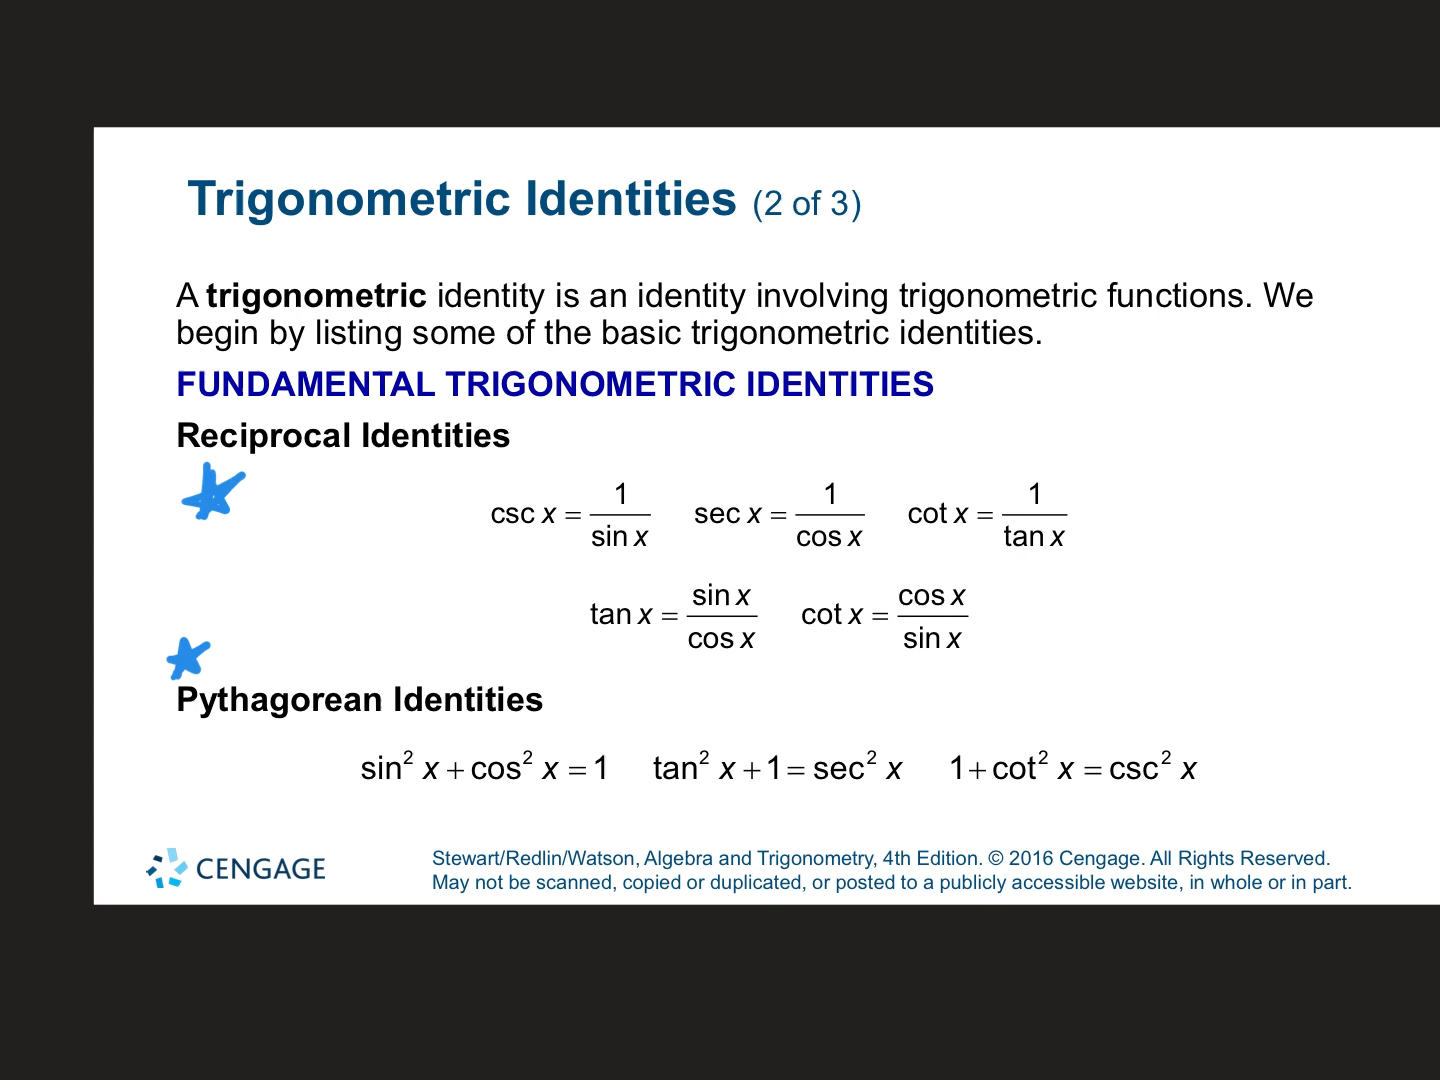 Trigonometric Identities (2 of 3)
A trigonometric identity is an identity involving trigonometric functions. We
begin by listing some of the basic trigonometric identities.
FUNDAMENTAL TRIGONOMETRIC IDENTITIES
Reciprocal Identities
csc x = 1/sin x    sec x = 1/cos x    cot x = 1/tan x
tan x = sin x/cos x    cot x = cos x/sin x
Pythagorean Identities
sin² x + cos² x = 1    tan² x + 1 = sec² x    1 + cot² x = csc² x
CENGAGE
Stewart/Redlin/Watson, Algebra and Trigonometry, 4th Edition. © 2016 Cengage. All Rights Reserved.
May not be scanned, copied or duplicated, or posted to a publicly accessible website, in whole or in part.